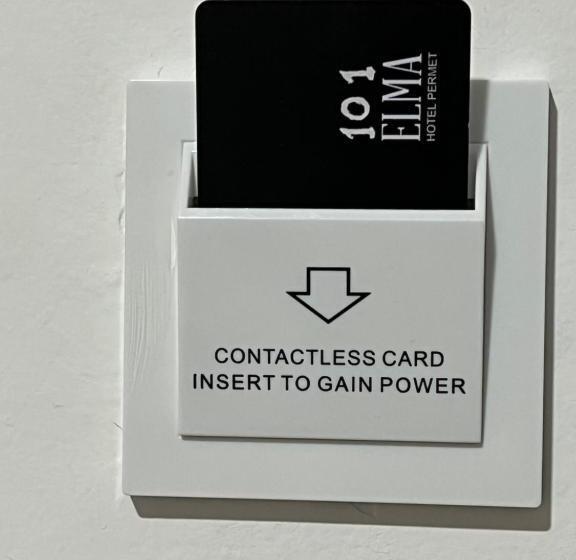 101
ELMA
HOTEL PERMET
CONTACTLESS CARD
INSERT TO GAIN POWER